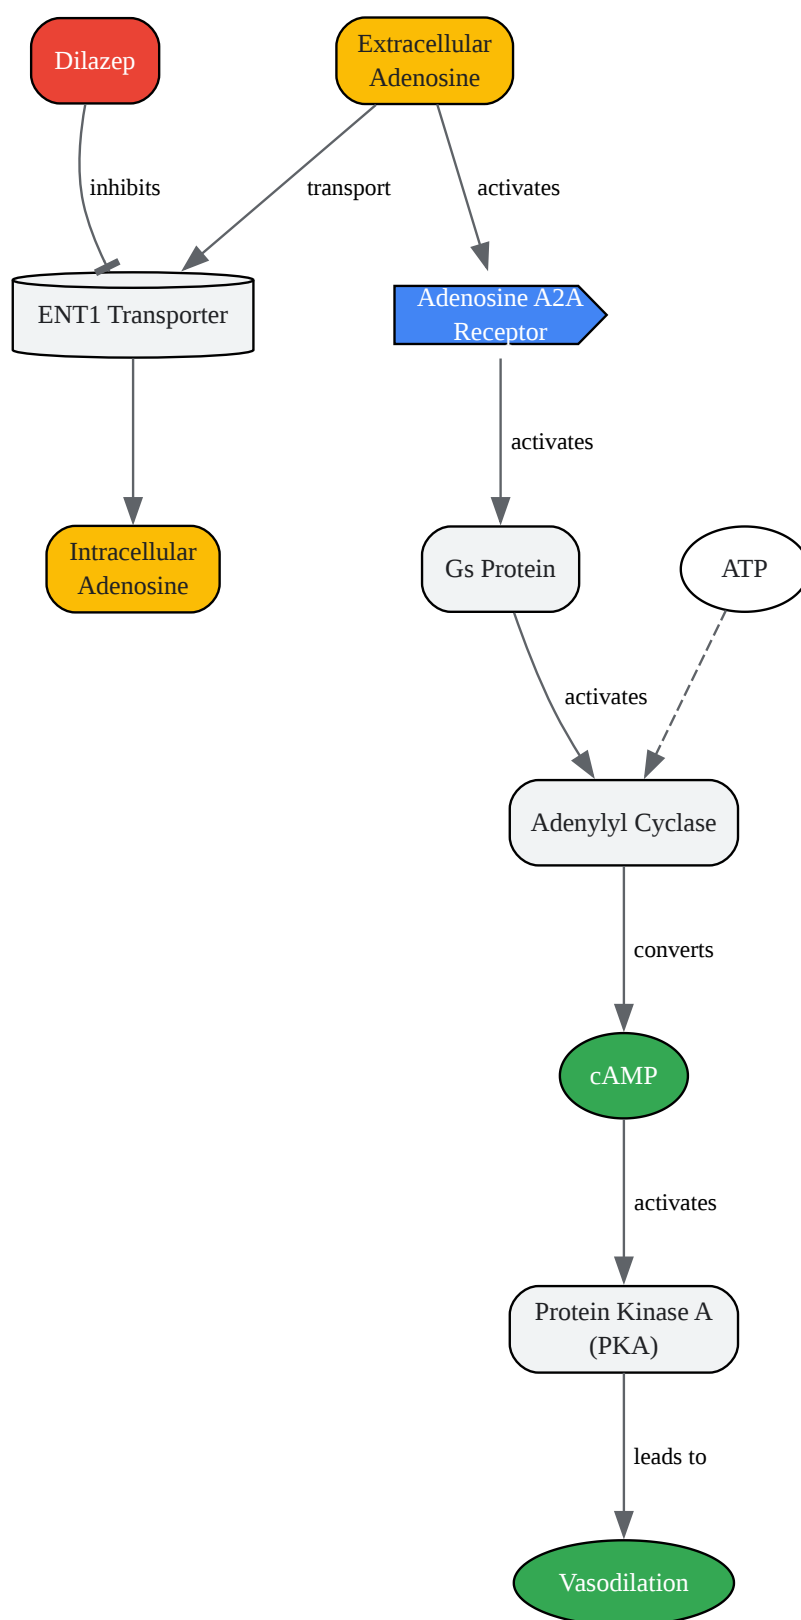 Dilazep
Extracellular
Adenosine
inhibits
transport
activates
ENT1 Transporter
Adenosine A2A
Receptor
activates
Intracellular
Adenosine
Gs Protein
ATP
activates
Adenylyl Cyclase
converts
cAMP
activates
Protein Kinase A
(PKA)
leads to
Vasodilation